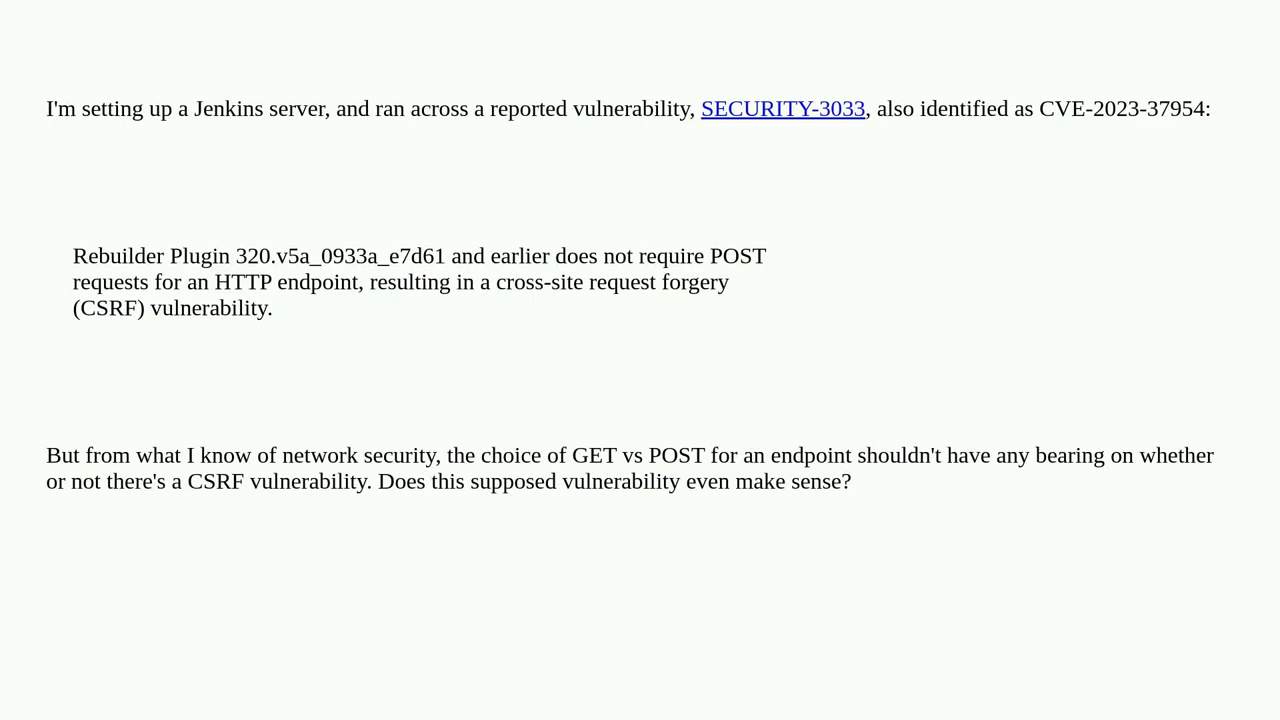 I'm setting up a Jenkins server, and ran across a reported vulnerability, SECURITY-3033, also identified as CVE-2023-37954:
Rebuilder Plugin 320.v5a_0933a_e7d61 and earlier does not require POST
requests for an HTTP endpoint, resulting in a cross-site request forgery
(CSRF) vulnerability.
But from what I know of network security, the choice of GET vs POST for an endpoint shouldn't have any bearing on whether
or not there's a CSRF vulnerability. Does this supposed vulnerability even make sense?